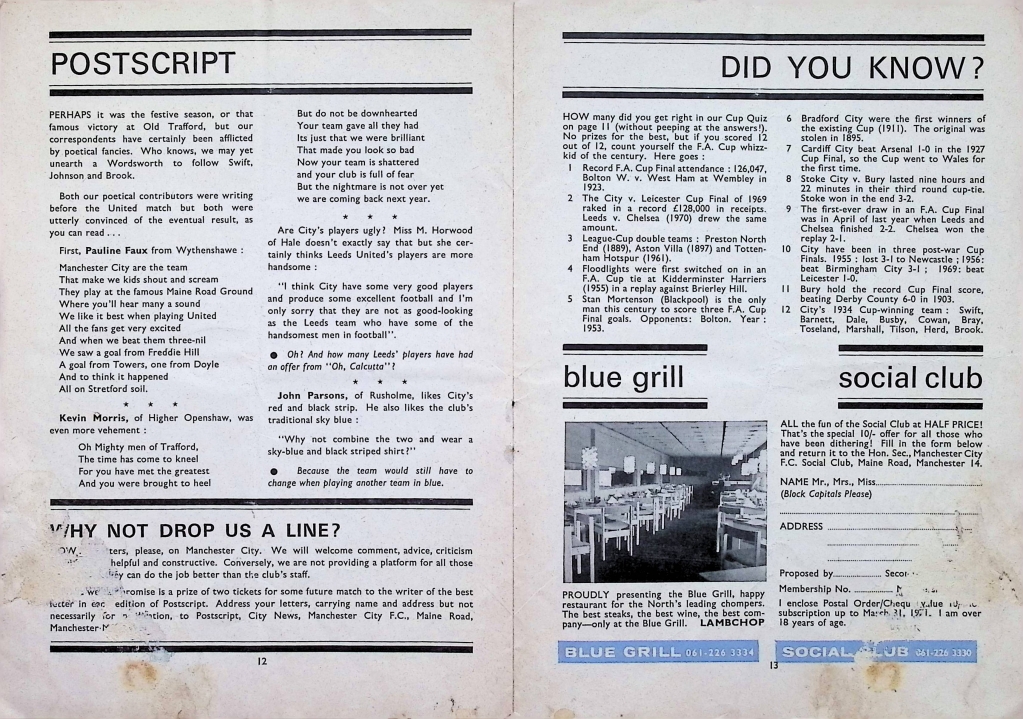 POSTSCRIPT
PERHAPS it was the festive season, or that
famous victory at Old Trafford, but our
correspondents have certainly been afflicted
by poetical fancies. Who knows, we may yet
unearth a Wordsworth to follow Swift,
Johnson and Brook.
Both our poetical contributors were writing
before the United match but both were
utterly convinced of the eventual result, as
you can read . . .
First, Pauline Faux from Wythenshawe :
Manchester City are the team
That make we kids shout and scream
They play at the famous Maine Road Ground
Where you'll hear many a sound
We like it best when playing United
All the fans get very excited
And when we beat them three-nil
We saw a goal from Freddie Hill
A goal from Towers, one from Doyle
And to think it happened
All on Stretford soil.
* * *
Kevin Morris, of Higher Openshaw, was
even more vehement :
Oh Mighty men of Trafford,
The time has come to kneel
For you have met the greatest
And you were brought to heel
But do not be downhearted
Your team gave all they had
Its just that we were brilliant
That made you look so bad
Now your team is shattered
and your club is full of fear
But the nightmare is not over yet
we are coming back next year.
* * *
Are City's players ugly? Miss M. Horwood
of Hale doesn't exactly say that but she cer-
tainly thinks Leeds United's players are more
handsome :
"I think City have some very good players
and produce some excellent football and I'm
only sorry that they are not as good-looking
as the Leeds team who have some of the
handsomest men in football".
● Oh? And how many Leeds' players have had
an offer from "Oh, Calcutta"?
* * *
John Parsons, of Rusholme, likes City's
red and black strip. He also likes the club's
traditional sky blue :
"Why not combine the two and wear a
sky-blue and black striped shirt?"
● Because the team would still have to
change when playing another team in blue.
WHY NOT DROP US A LINE?
please, on Manchester City. We will welcome comment, advice, criticism
helpful and constructive. Conversely, we are not providing a platform for all those
can do the job better than the club's staff.
is a prize of two tickets for some future match to the writer of the best
letter in edition of Postscript. Address your letters, carrying name and address but not
necessarily for to Postscript, City News, Manchester City F.C., Maine Road,
Manchester
12
DID YOU KNOW?
HOW many did you get right in our Cup Quiz
on page 11 (without peeping at the answers!).
No prizes for the best, but if you scored 12
out of 12, count yourself the F.A. Cup whizz-
kid of the century. Here goes :
1 Record F.A. Cup Final attendance : 126,047,
Bolton W. v. West Ham at Wembley in
1923.
2 The City v. Leicester Cup Final of 1969
raked in a record £128,000 in receipts.
Leeds v. Chelsea (1970) drew the same
amount.
3 League-Cup double teams : Preston North
End (1889), Aston Villa (1897) and Totten-
ham Hotspur (1961).
4 Floodlights were first switched on in an
F.A. Cup tie at Kidderminster Harriers
(1955) in a replay against Brierley Hill.
5 Stan Mortenson (Blackpool) is the only
man this century to score three F.A. Cup
Final goals. Opponents: Bolton. Year :
1953.
6 Bradford City were the first winners of
the existing Cup (1911). The original was
stolen in 1895.
7 Cardiff City beat Arsenal 1-0 in the 1927
Cup Final, so the Cup went to Wales for
the first time.
8 Stoke City v. Bury lasted nine hours and
22 minutes in their third round cup-tie.
Stoke won in the end 3-2.
9 The first-ever draw in an F.A. Cup Final
was in April of last year when Leeds and
Chelsea finished 2-2. Chelsea won the
replay 2-1.
10 City have been in three post-war Cup
Finals. 1955 : lost 3-1 to Newcastle ; 1956:
beat Birmingham City 3-1 ; 1969: beat
Leicester 1-0.
11 Bury hold the record Cup Final score,
beating Derby County 6-0 in 1903.
12 City's 1934 Cup-winning team : Swift,
Barnett, Dale, Busby, Cowan, Bray,
Toseland, Marshall, Tilson, Herd, Brook.
blue grill
PROUDLY presenting the Blue Grill, happy
restaurant for the North's leading chompers.
The best steaks, the best wine, the best com-
pany—only at the Blue Grill. LAMBCHOP
BLUE GRILL 061-226 3334
social club
ALL the fun of the Social Club at HALF PRICE!
That's the special 10/- offer for all those who
have been dithering! Fill in the form below
and return it to the Hon. Sec., Manchester City
F.C. Social Club, Maine Road, Manchester 14.
NAME Mr., Mrs., Miss
(Block Capitals Please)
ADDRESS
Proposed by
Membership No.
I enclose Postal Order/Cheque value
subscription up to March 31, 1971. I am over
18 years of age.
SOCIAL CLUB 061-226 3330
13